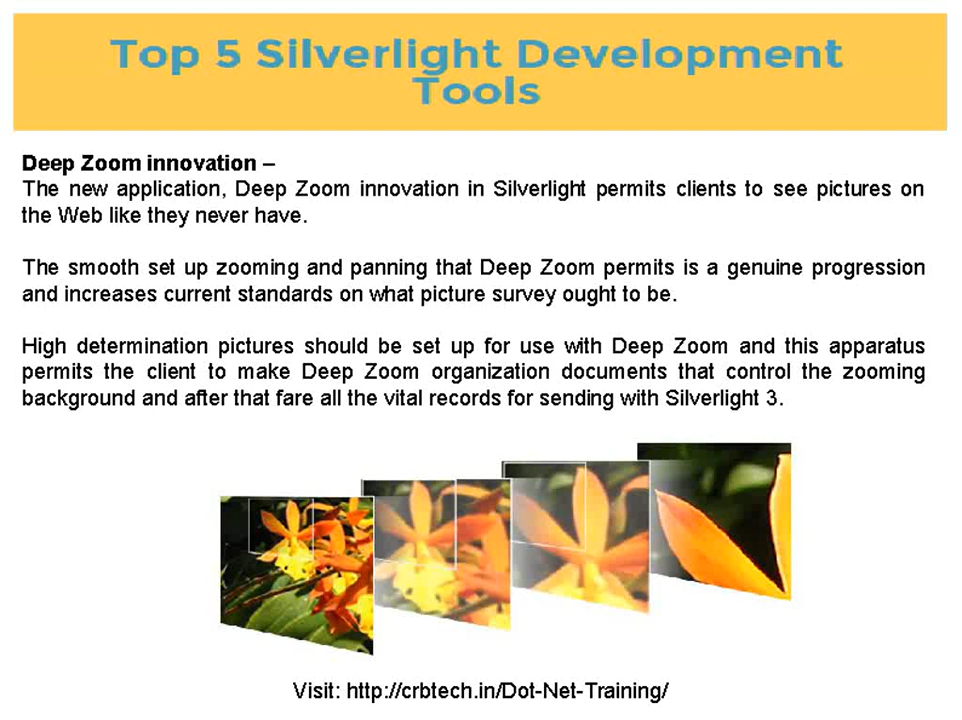 Top 5 Silverlight Development
Tools
Deep Zoom innovation –
The new application, Deep Zoom innovation in Silverlight permits clients to see pictures on
the Web like they never have.
The smooth set up zooming and panning that Deep Zoom permits is a genuine progression
and increases current standards on what picture survey ought to be.
High determination pictures should be set up for use with Deep Zoom and this apparatus
permits the client to make Deep Zoom organization documents that control the zooming
background and after that fare all the vital records for sending with Silverlight 3.
Visit: http://crbtech.in/Dot-Net-Training/